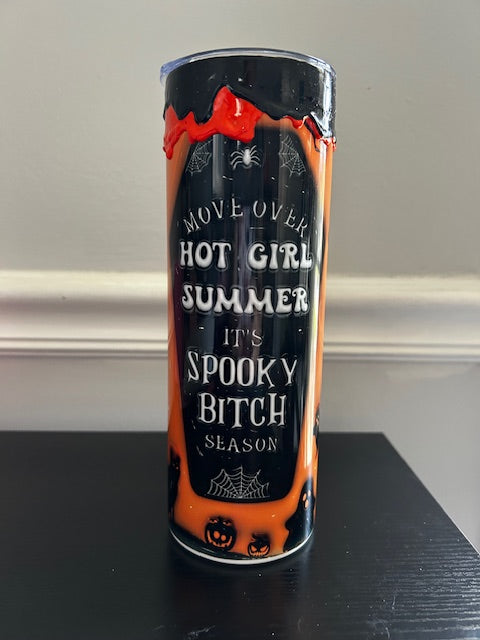 MOVE OVER
HOT GIRL
SUMMER
IT'S
SPOOKY
BITCH
SEASON